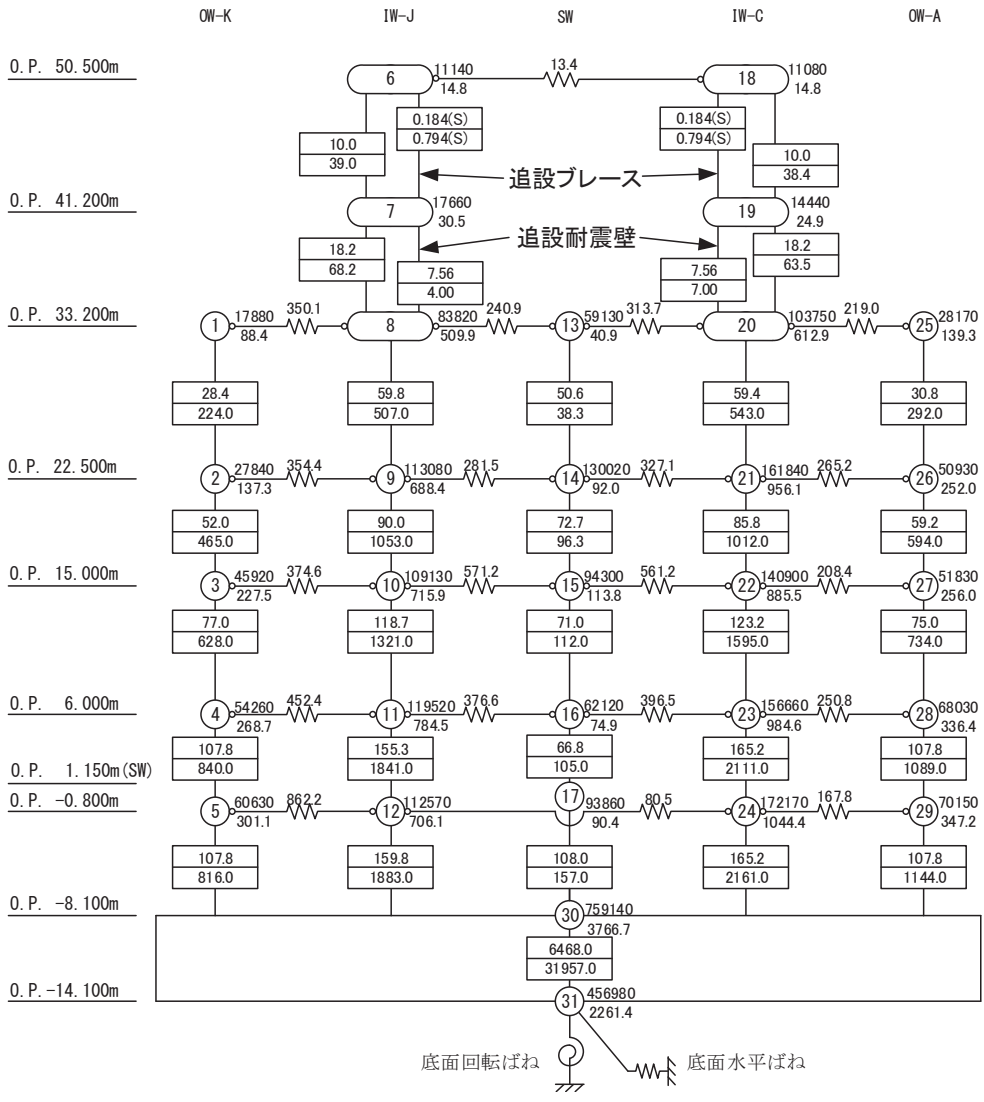 OW-K IW-J SW IW-C OW-A
O.P. 50.500m 6 11140 13.4 18 11080
14.8 14.8
0.184(S) 0.184(S)
0.794(S) 0.794(S)
10.0 10.0
39.0 38.4
追設ブレース
O.P. 41.200m 7 17660 19 14440
30.5 24.9
追設耐震壁
18.2 18.2
68.2 63.5
7.56 7.56
4.00 7.00
O.P. 33.200m 1 17880 350.1 8 83820 240.9 13 59130 313.7 20 103750 219.0 25 28170
88.4 509.9 40.9 612.9 139.3
28.4 59.8 50.6 59.4 30.8
224.0 507.0 38.3 543.0 292.0
O.P. 22.500m 2 27840 354.4 9 113080 281.5 14 130020 327.1 21 161840 265.2 26 50930
137.3 688.4 92.0 956.1 252.0
52.0 90.0 72.7 85.8 59.2
465.0 1053.0 96.3 1012.0 594.0
O.P. 15.000m 3 45920 374.6 10 109130 571.2 15 94300 561.2 22 140900 208.4 27 51830
227.5 715.9 113.8 885.5 256.0
77.0 118.7 71.0 123.2 75.0
628.0 1321.0 112.0 1595.0 734.0
O.P. 6.000m 4 54260 452.4 11 119520 376.6 16 62120 396.5 23 156660 250.8 28 68030
268.7 784.5 74.9 984.6 336.4
107.8 155.3 66.8 165.2 107.8
840.0 1841.0 105.0 2111.0 1089.0
O.P. 1.150m(SW) 17
O.P. -0.800m 5 60630 862.2 12 112570 93860 80.5 24 172170 167.8 29 70150
301.1 706.1 90.4 1044.4 347.2
107.8 159.8 108.0 165.2 107.8
816.0 1883.0 157.0 2161.0 1144.0
O.P. -8.100m 30 759140
3766.7
6468.0
31957.0
O.P.-14.100m 31 456980
2261.4
底面回転ばね 底面水平ばね